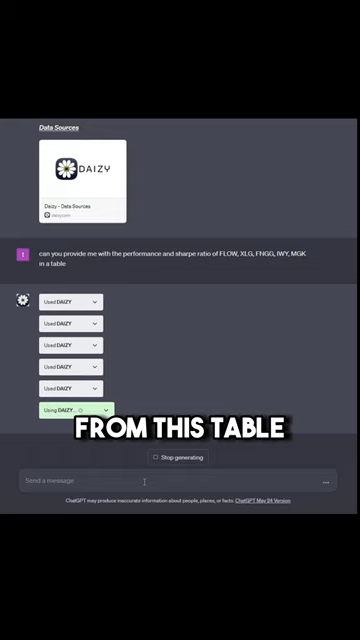 Data Sources
DAIZY
Daizy - Data Sources
daizy.com
t
can you provide me with the performance and sharpe ratio of FLOW, XLG, FNGG, IWY, MGK
in a table
Used DAIZY
Used DAIZY
Used DAIZY
Used DAIZY
Used DAIZY
Using DAIZY...
FROM THIS TABLE
Stop generating
Send a message
ChatGPT may produce inaccurate information about people, places, or facts. ChatGPT May 24 Version